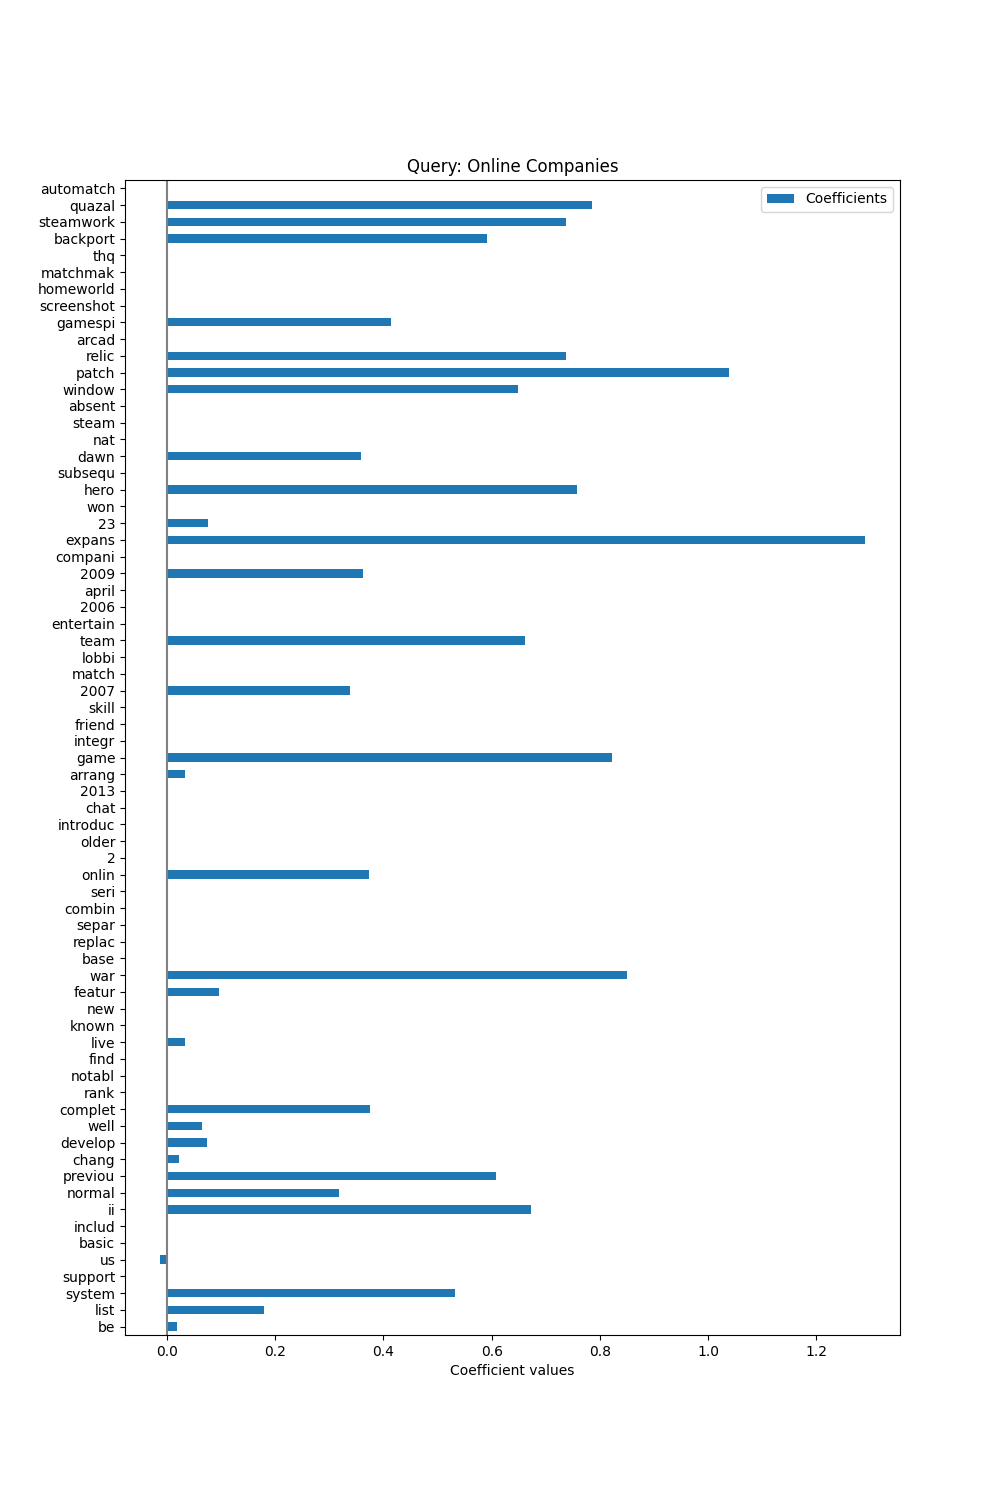 Query: Online Companies
Coefficients
automatch
quazal
steamwork
backport
thq
matchmak
homeworld
screenshot
gamespi
arcad
relic
patch
window
absent
steam
nat
dawn
subsequ
hero
won
23
expans
compani
2009
april
2006
entertain
team
lobbi
match
2007
skill
friend
integr
game
arrang
2013
chat
introduc
older
2
onlin
seri
combin
separ
replac
base
war
featur
new
known
live
find
notabl
rank
complet
well
develop
chang
previou
normal
ii
includ
basic
us
support
system
list
be
0.0 0.2 0.4 0.6 0.8 1.0 1.2
Coefficient values